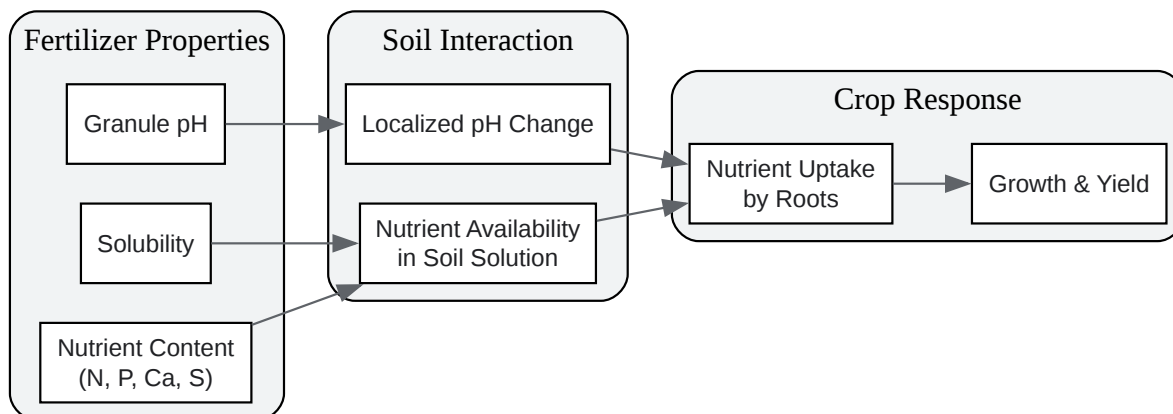 Fertilizer Properties
Granule pH
Solubility
Nutrient Content
(N, P, Ca, S)
Soil Interaction
Localized pH Change
Nutrient Availability
in Soil Solution
Crop Response
Nutrient Uptake
by Roots
Growth & Yield